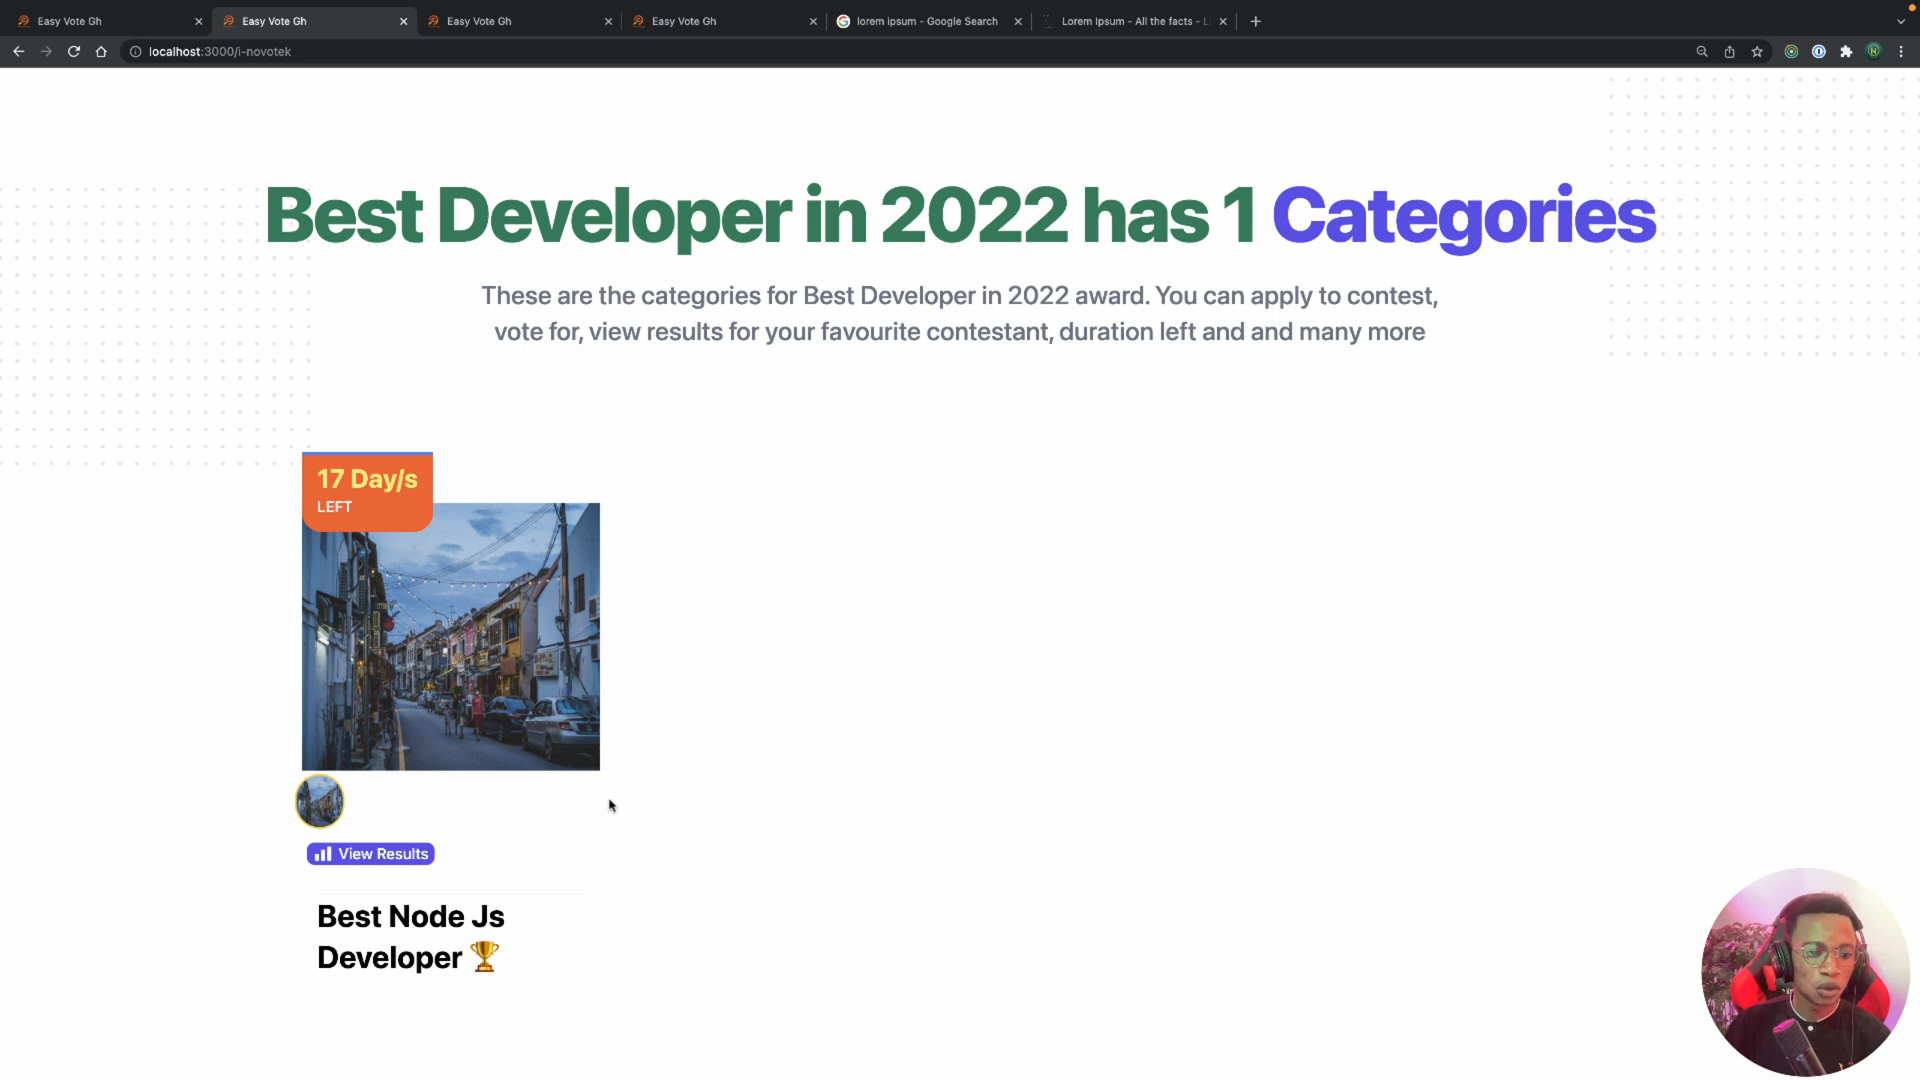 Easy Vote Gh
Easy Vote Gh
Easy Vote Gh
Easy Vote Gh
lorem ipsum - Google Search
Lorem Ipsum - All the facts - L
localhost:3000/i-novotek
Best Developer in 2022 has 1 Categories
These are the categories for Best Developer in 2022 award. You can apply to contest,
vote for, view results for your favourite contestant, duration left and and many more
17 Day/s
LEFT
View Results
Best Node Js
Developer 🏆